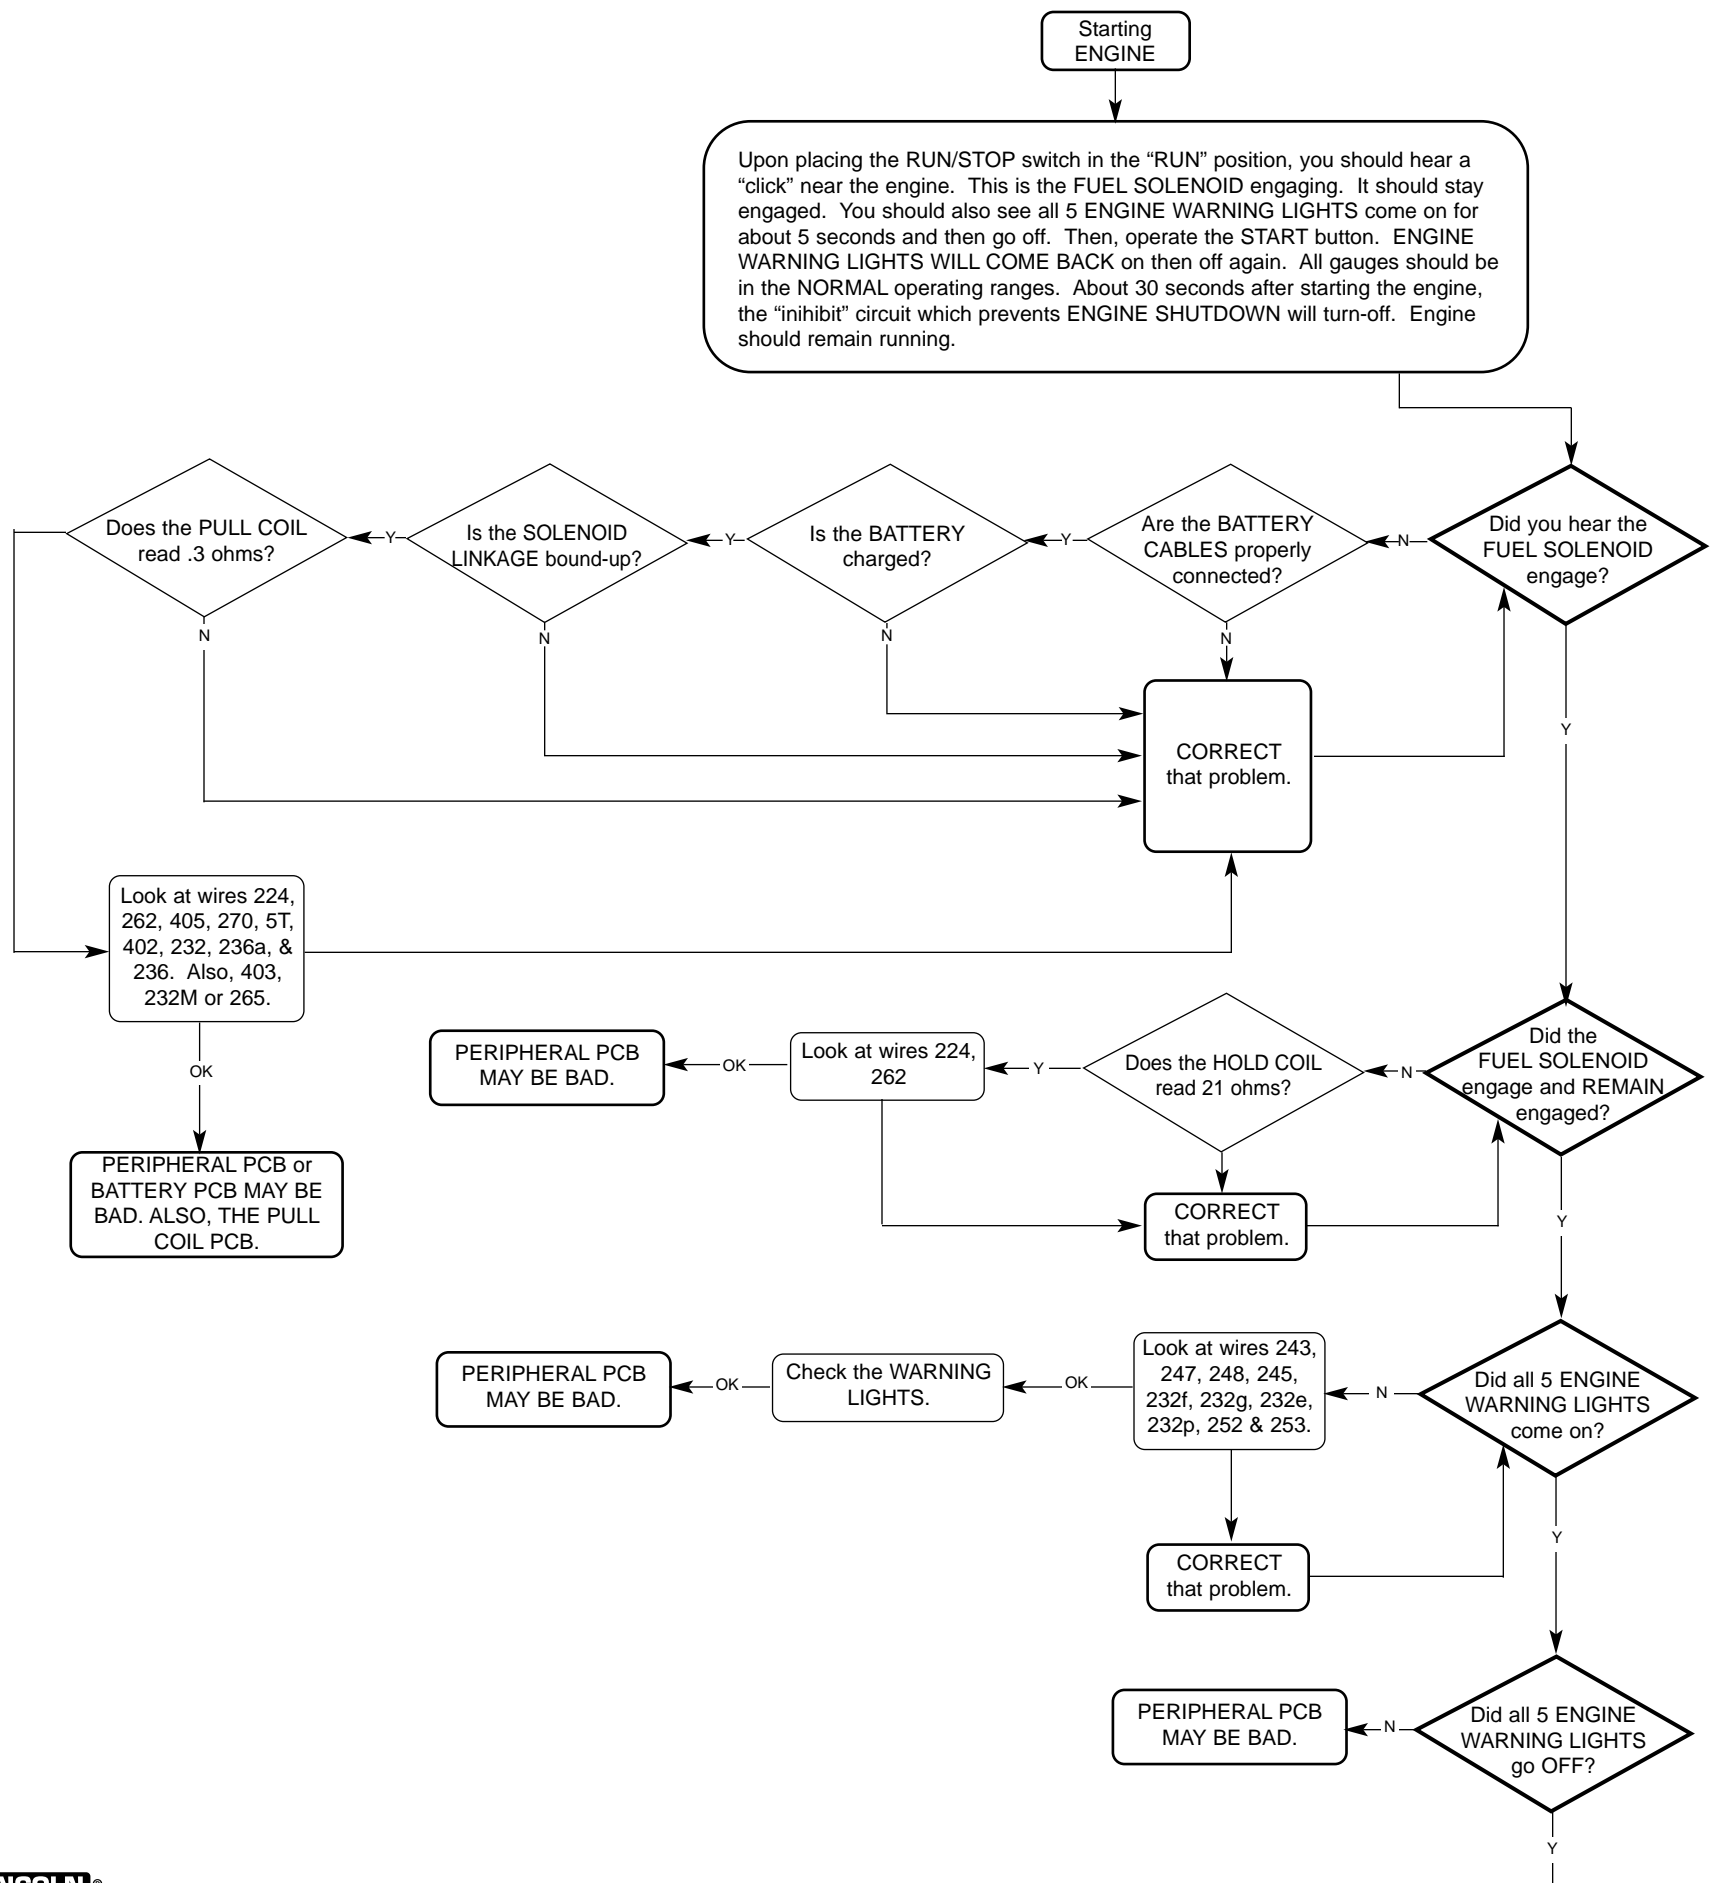 Starting
ENGINE
Upon placing the RUN/STOP switch in the “RUN” position, you should hear a
“click” near the engine.  This is the FUEL SOLENOID engaging.  It should stay
engaged.  You should also see all 5 ENGINE WARNING LIGHTS come on for
about 5 seconds and then go off.  Then, operate the START button.  ENGINE
WARNING LIGHTS WILL COME BACK on then off again.  All gauges should be
in the NORMAL operating ranges.  About 30 seconds after starting the engine,
the “inihibit” circuit which prevents ENGINE SHUTDOWN will turn-off.  Engine
should remain running.
Did you hear the
FUEL SOLENOID
engage?
N
Are the BATTERY
CABLES properly
connected?
Y
Is the BATTERY
charged?
Y
Is the SOLENOID
LINKAGE bound-up?
Y
Does the PULL COIL
read .3 ohms?
N
N
N
N
CORRECT
that problem.
Y
Look at wires 224,
262, 405, 270, 5T,
402, 232, 236a, &
236.  Also, 403,
232M or 265.
OK
PERIPHERAL PCB or
BATTERY PCB MAY BE
BAD. ALSO, THE PULL
COIL PCB.
Did the
FUEL SOLENOID
engage and REMAIN
engaged?
N
Does the HOLD COIL
read 21 ohms?
Y
Look at wires 224,
262
OK
PERIPHERAL PCB
MAY BE BAD.
CORRECT
that problem.
Y
Did all 5 ENGINE
WARNING LIGHTS
come on?
N
Look at wires 243,
247, 248, 245,
232f, 232g, 232e,
232p, 252 & 253.
OK
Check the WARNING
LIGHTS.
OK
PERIPHERAL PCB
MAY BE BAD.
CORRECT
that problem.
Y
Did all 5 ENGINE
WARNING LIGHTS
go OFF?
N
PERIPHERAL PCB
MAY BE BAD.
Y